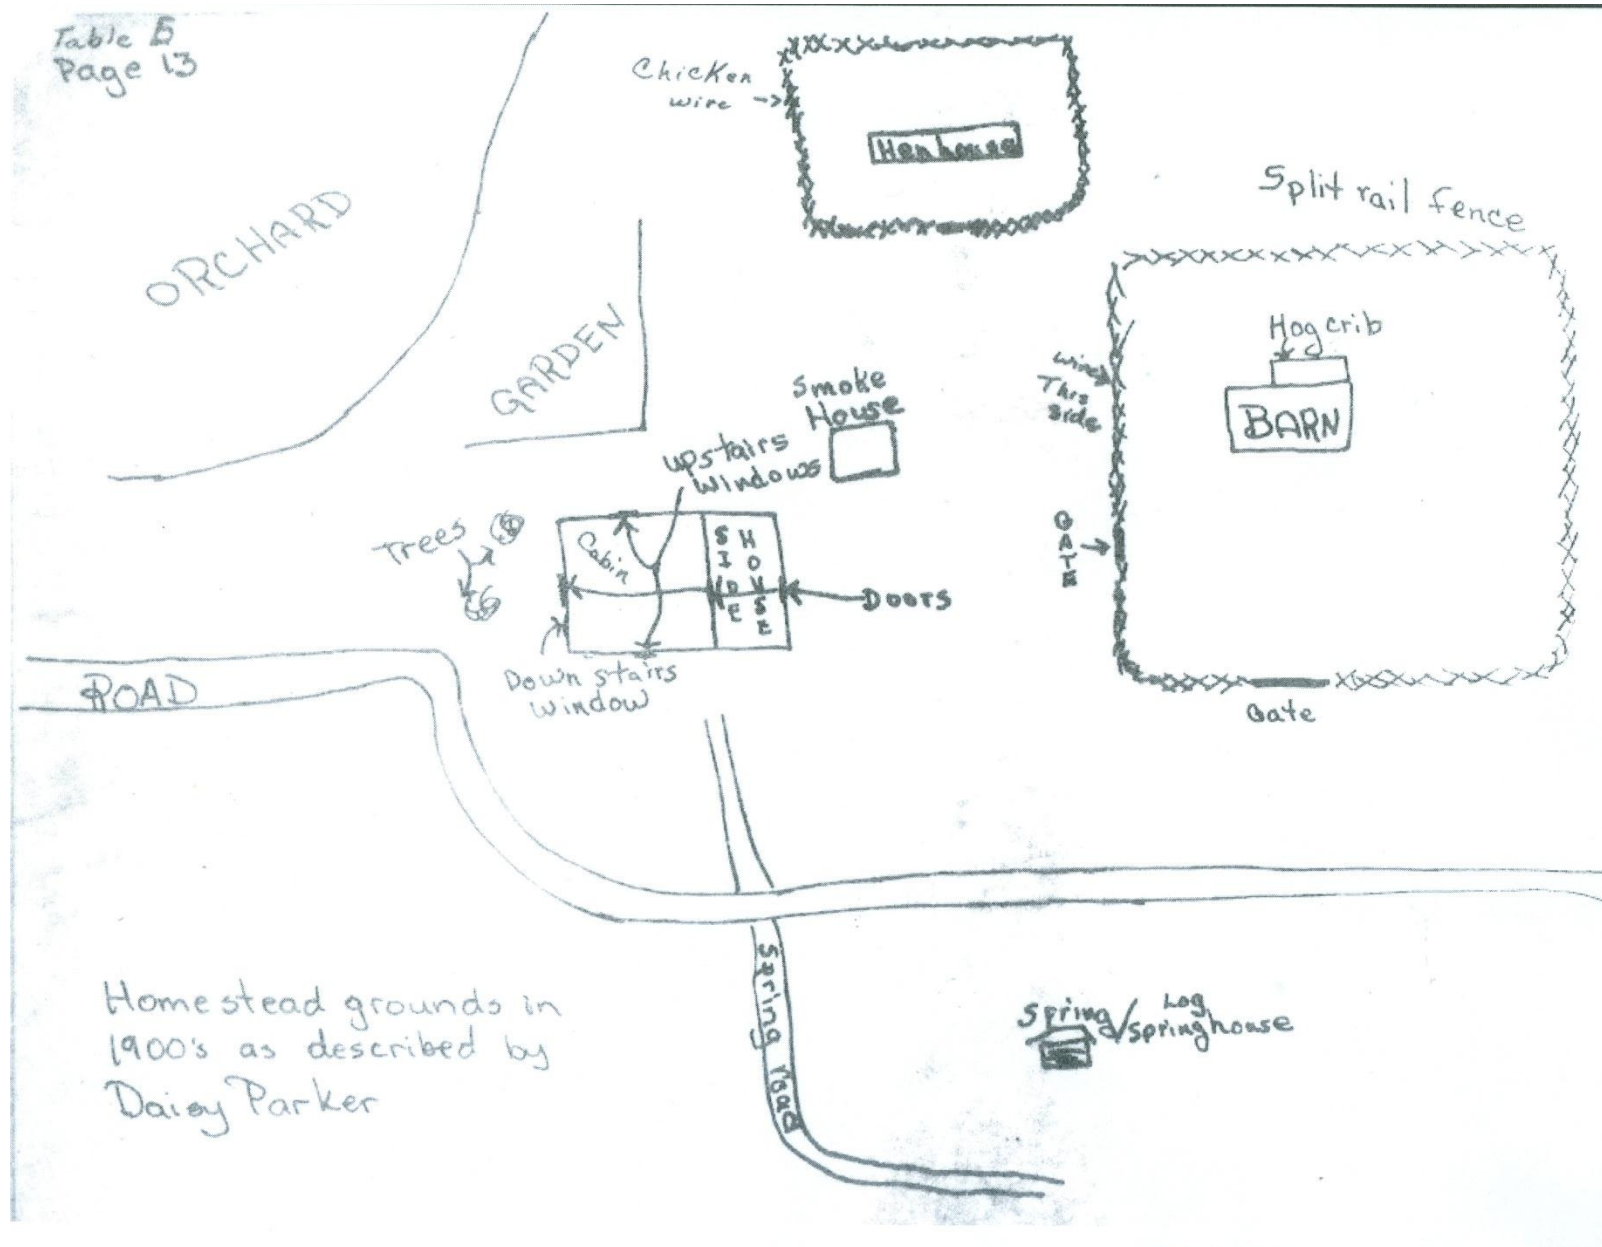 Table 5
Page 13
Chicken
wire
Henhouse
Split rail fence
ORCHARD
GARDEN
Hog crib
BARN
wire
This
side
Smoke
House
upstairs
windows
Trees
Cabin
SIDE
HOUSE
DOORS
GATE
Down stairs
window
ROAD
Gate
Spring road
Spring/Log
springhouse
Homestead grounds in
1900's as described by
Daisy Parker